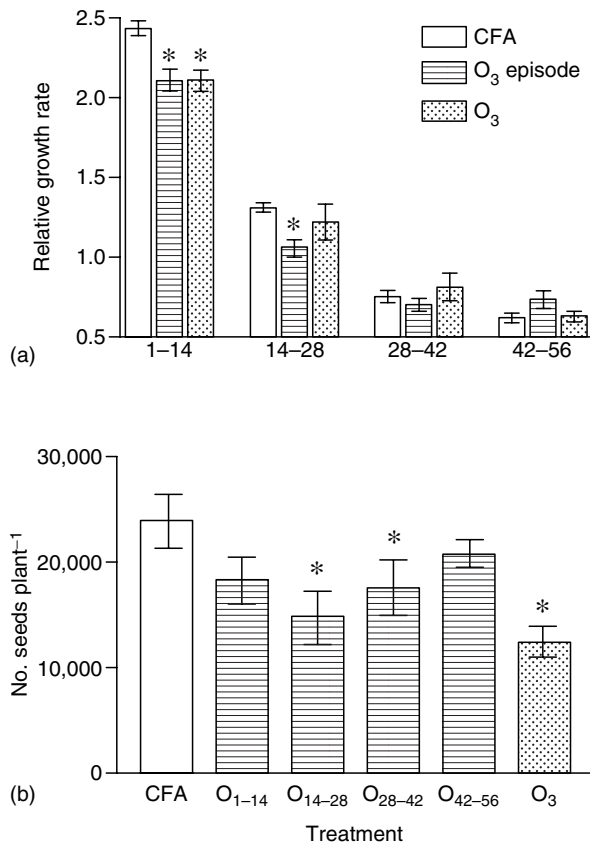 2.5
2.0
1.5
1.0
0.5
Relative growth rate
* *
*
CFA
O₃ episode
O₃
1–14 14–28 28–42 42–56
(a)
30,000
20,000
10,000
0
No. seeds plant⁻¹
* * *
CFA O₁₋₁₄ O₁₄₋₂₈ O₂₈₋₄₂ O₄₂₋₅₆ O₃
(b)
Treatment